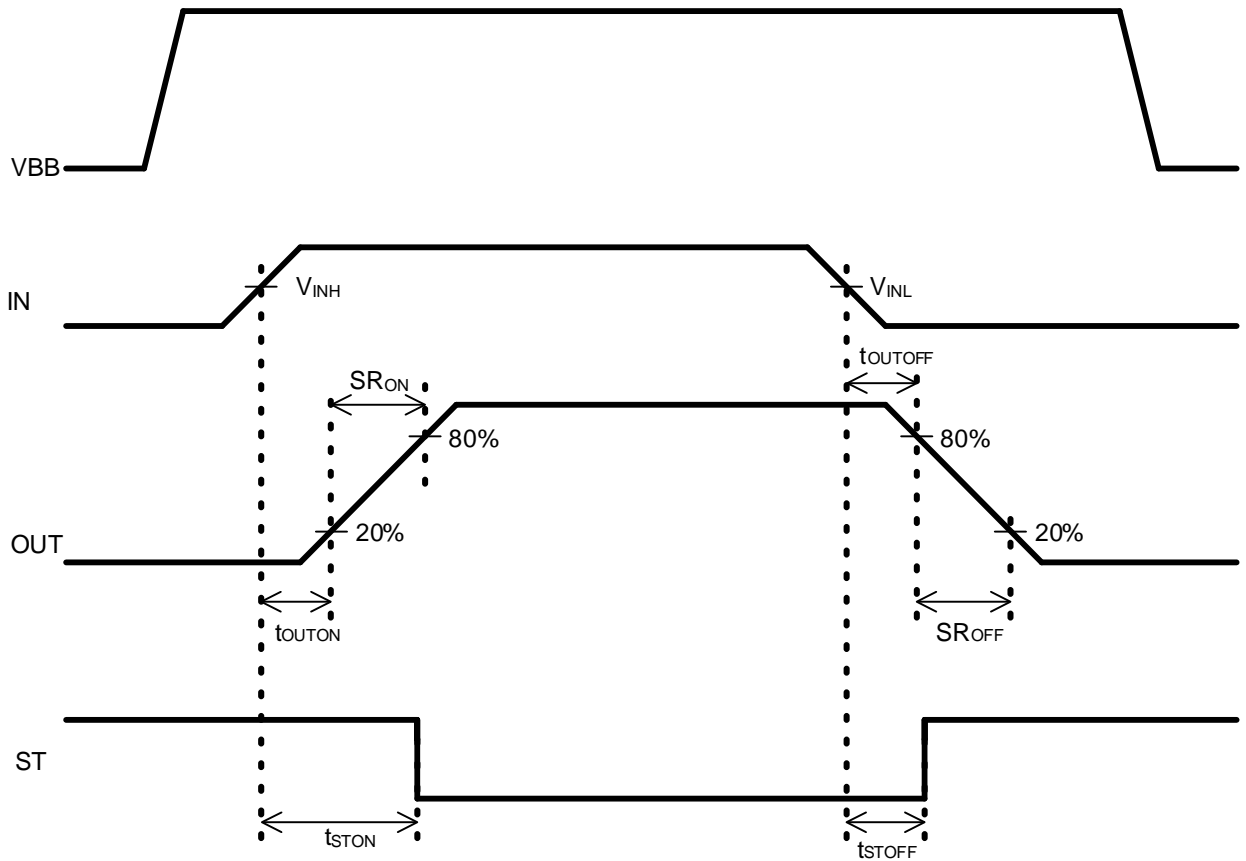 VBB
IN
VINH
VINL
tOUTOFF
SRON
80%
80%
20%
20%
OUT
tOUTON
SROFF
ST
tSTON
tSTOFF